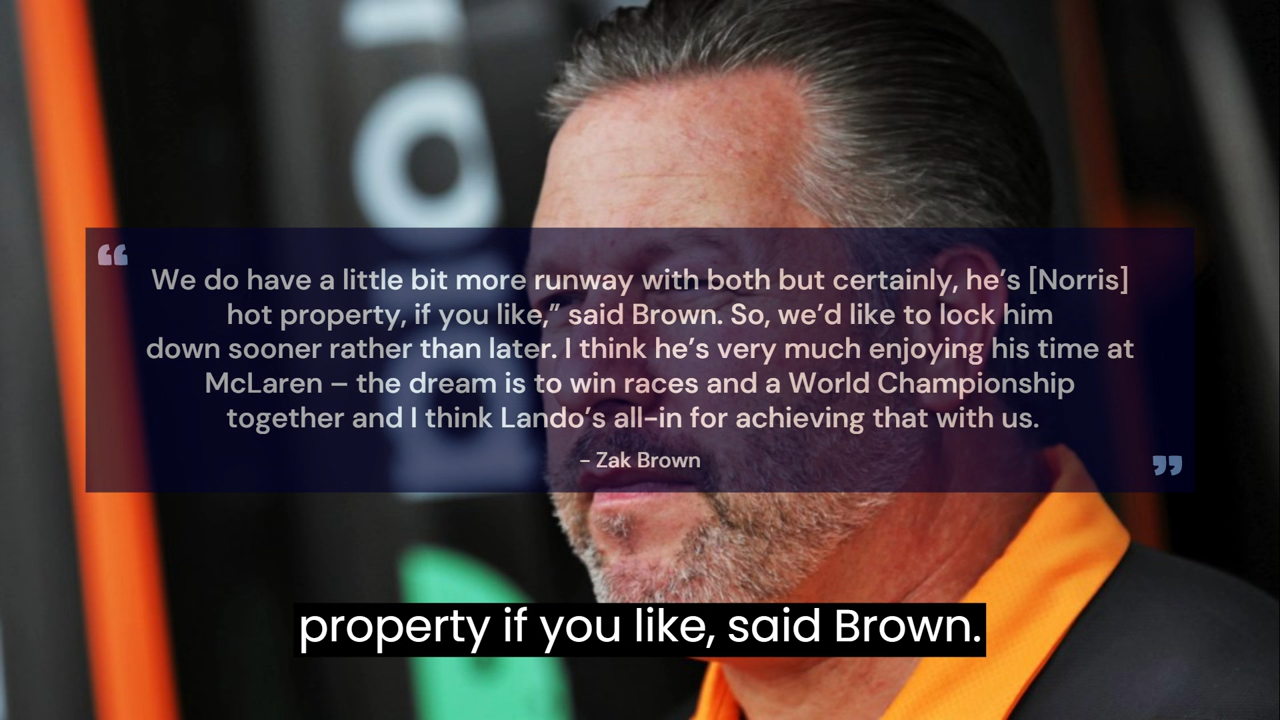 “
We do have a little bit more runway with both but certainly, he’s [Norris]
hot property, if you like,” said Brown. So, we’d like to lock him
down sooner rather than later. I think he’s very much enjoying his time at
McLaren – the dream is to win races and a World Championship
together and I think Lando’s all-in for achieving that with us.
– Zak Brown
”
property if you like, said Brown.